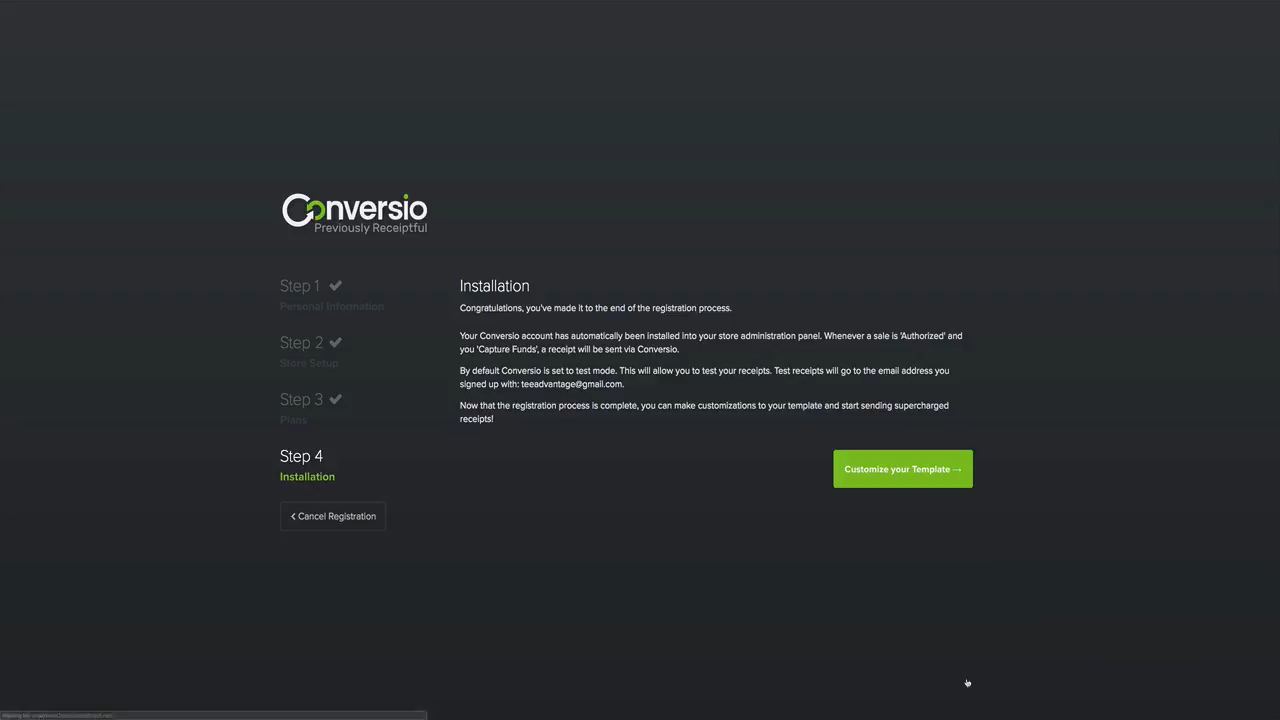 Conversio
Previously Receiptful
Step 1
Personal Information
Step 2
Store Setup
Step 3
Plans
Step 4
Installation
Cancel Registration
Installation
Congratulations, you've made it to the end of the registration process.
Your Conversio account has automatically been installed into your store administration panel. Whenever a sale is 'Authorized' and
you 'Capture Funds', a receipt will be sent via Conversio.
By default Conversio is set to test mode. This will allow you to test your receipts. Test receipts will go to the email address you
signed up with: teeadvantage@gmail.com.
Now that the registration process is complete, you can make customizations to your template and start sending supercharged
receipts!
Customize your Template →